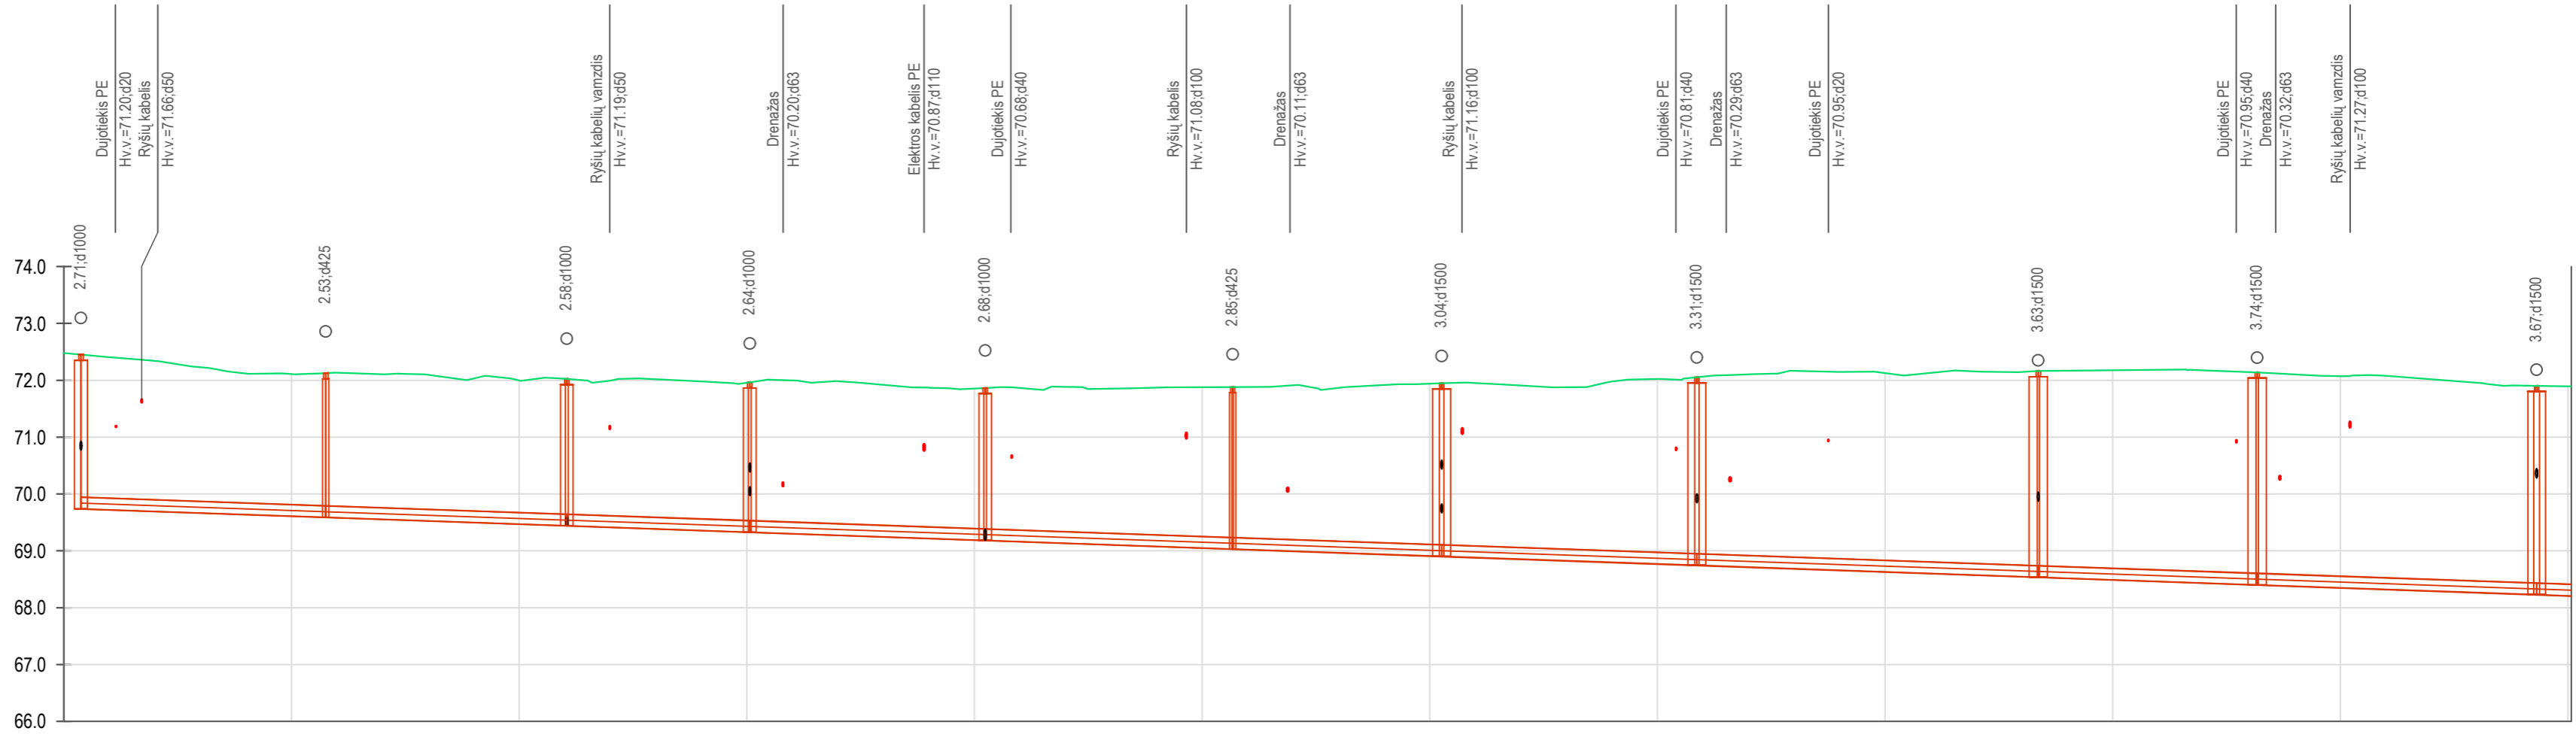 Dujotiekis PE
Hv.v.=71.20;d20
Ryšių kabelis
Hv.v.=71.66;d50
Ryšių kabelių vamzdis
Hv.v.=71.19;d50
Drenažas
Hv.v.=70.20;d63
Elektros kabelis PE
Hv.v.=70.87;d110
Dujotiekis PE
Hv.v.=70.68;d40
Ryšių kabelis
Hv.v.=71.08;d100
Drenažas
Hv.v.=70.11;d63
Ryšių kabelis
Hv.v.=71.16;d100
Dujotiekis PE
Hv.v.=70.81;d40
Drenažas
Hv.v.=70.29;d63
Dujotiekis PE
Hv.v.=70.95;d20
Dujotiekis PE
Hv.v.=70.95;d40
Drenažas
Hv.v.=70.32;d63
Ryšių kabelių vamzdis
Hv.v.=71.27;d100
2.71;d1000
2.53;d425
2.58;d1000
2.64;d1000
2.68;d1000
2.85;d425
3.04;d1500
3.31;d1500
3.63;d1500
3.74;d1500
3.67;d1500
74.0
73.0
72.0
71.0
70.0
69.0
68.0
67.0
66.0